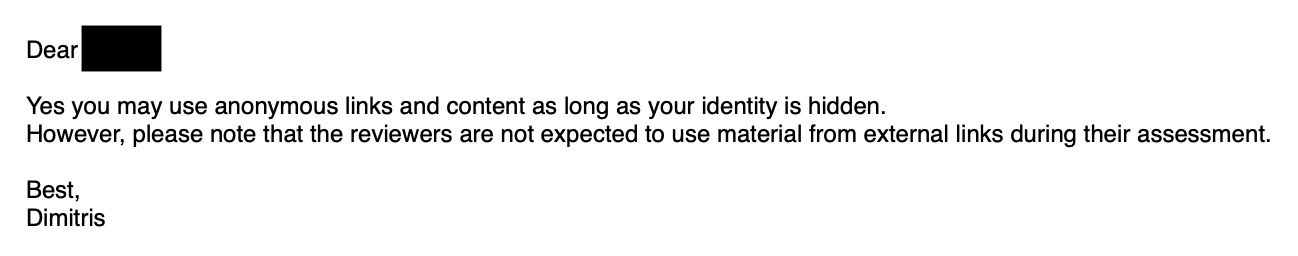 Dear
Yes you may use anonymous links and content as long as your identity is hidden.
However, please note that the reviewers are not expected to use material from external links during their assessment.
Best,
Dimitris